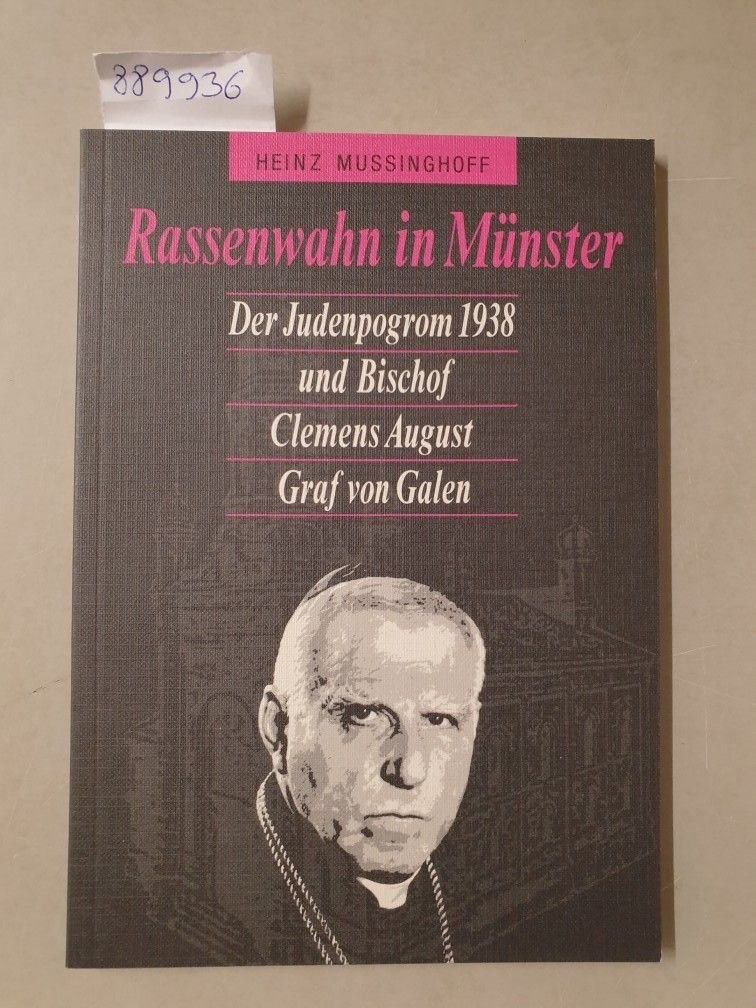 889936
HEINZ MUSSINGHOFF
Rassenwahn in Münster
Der Judenpogrom 1938
und Bischof
Clemens August
Graf von Galen